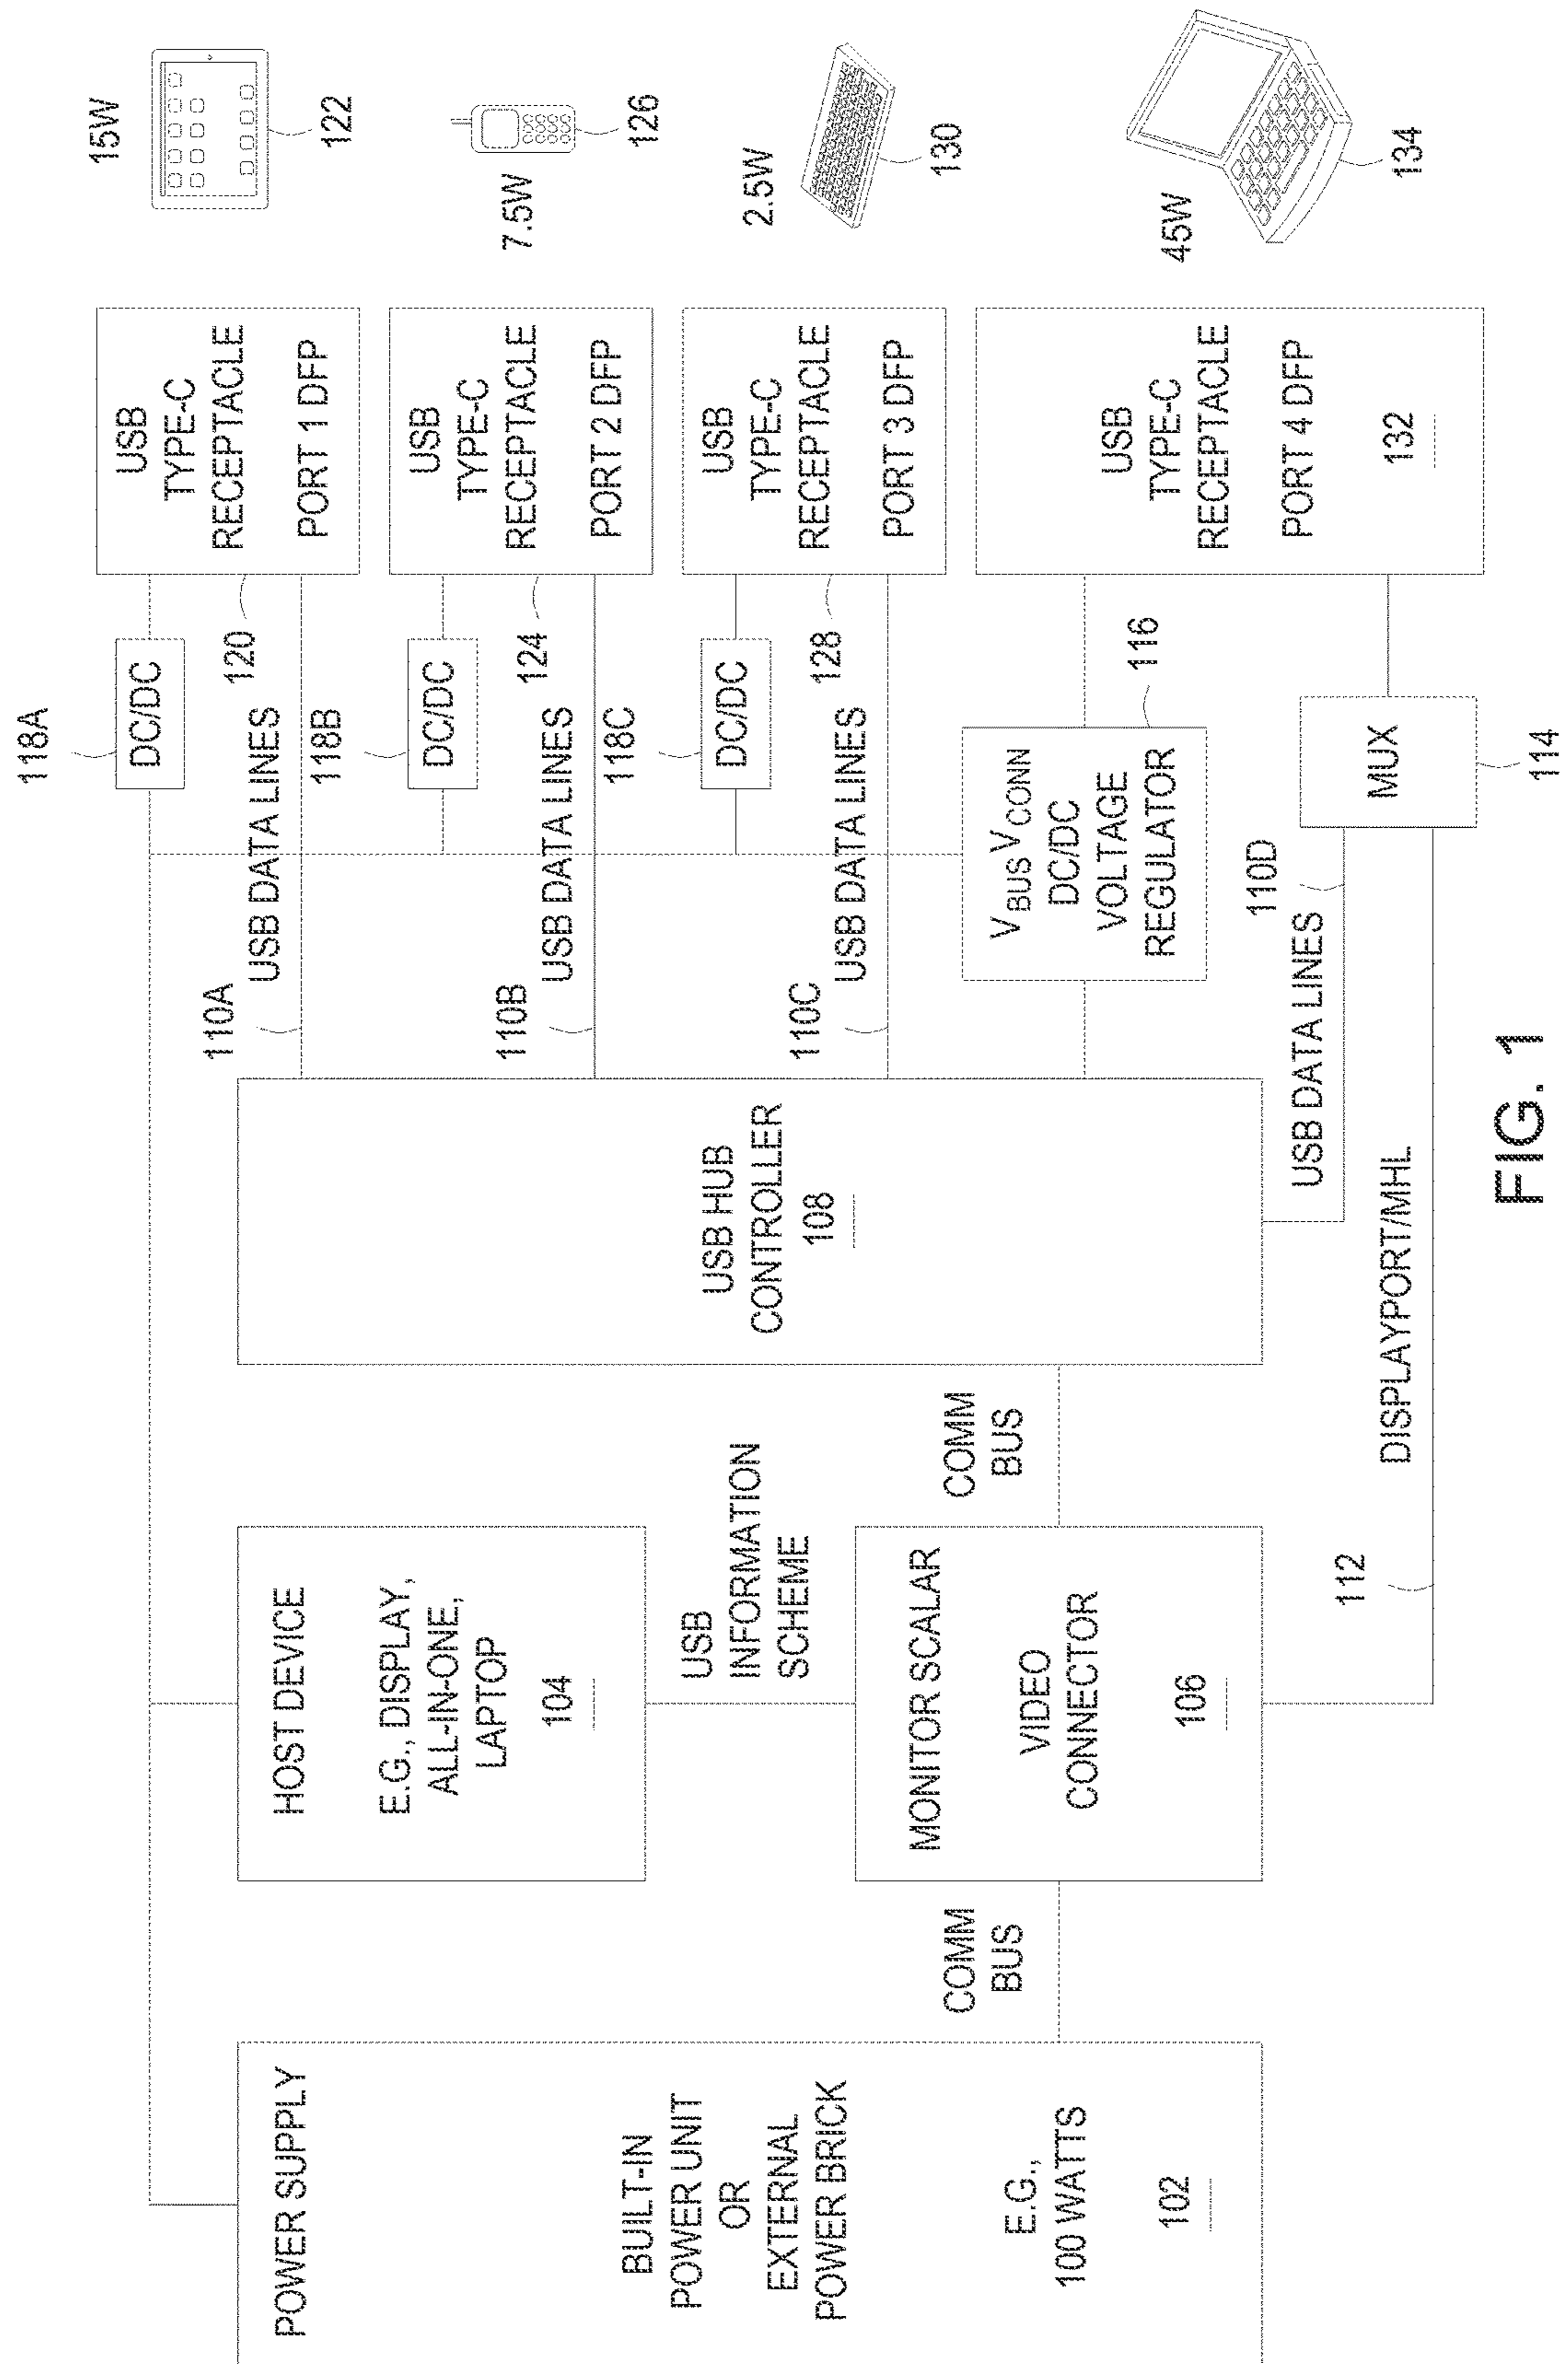 POWER SUPPLY
BUILT-IN
POWER UNIT
OR
EXTERNAL
POWER BRICK
E.G.,
100 WATTS
102
HOST DEVICE
E.G., DISPLAY,
ALL-IN-ONE,
LAPTOP
104
USB
INFORMATION
SCHEME
COMM
BUS
MONITOR SCALAR
VIDEO
CONNECTOR
106
COMM
BUS
112
DISPLAYPORT/MHL
USB HUB
CONTROLLER
108
110A
USB DATA LINES
110B
USB DATA LINES
110C
USB DATA LINES
USB DATA LINES
110D
118A
DC/DC
120
118B
DC/DC
124
118C
DC/DC
128
VBUS VCONN
DC/DC
VOLTAGE
REGULATOR
116
MUX
114
USB
TYPE-C
RECEPTACLE
PORT 1 DFP
USB
TYPE-C
RECEPTACLE
PORT 2 DFP
USB
TYPE-C
RECEPTACLE
PORT 3 DFP
USB
TYPE-C
RECEPTACLE
PORT 4 DFP
132
15W
122
7.5W
126
2.5W
130
45W
134
FIG. 1